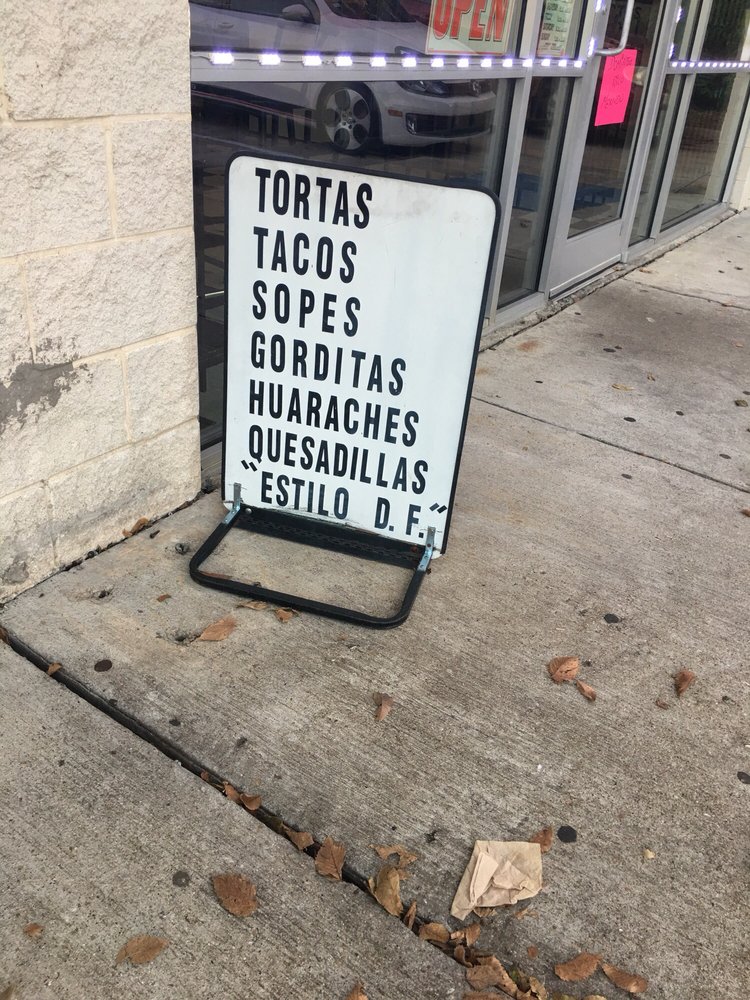 OPEN
TORTAS
TACOS
SOPES
GORDITAS
HUARACHES
QUESADILLAS
"ESTILO D.F."